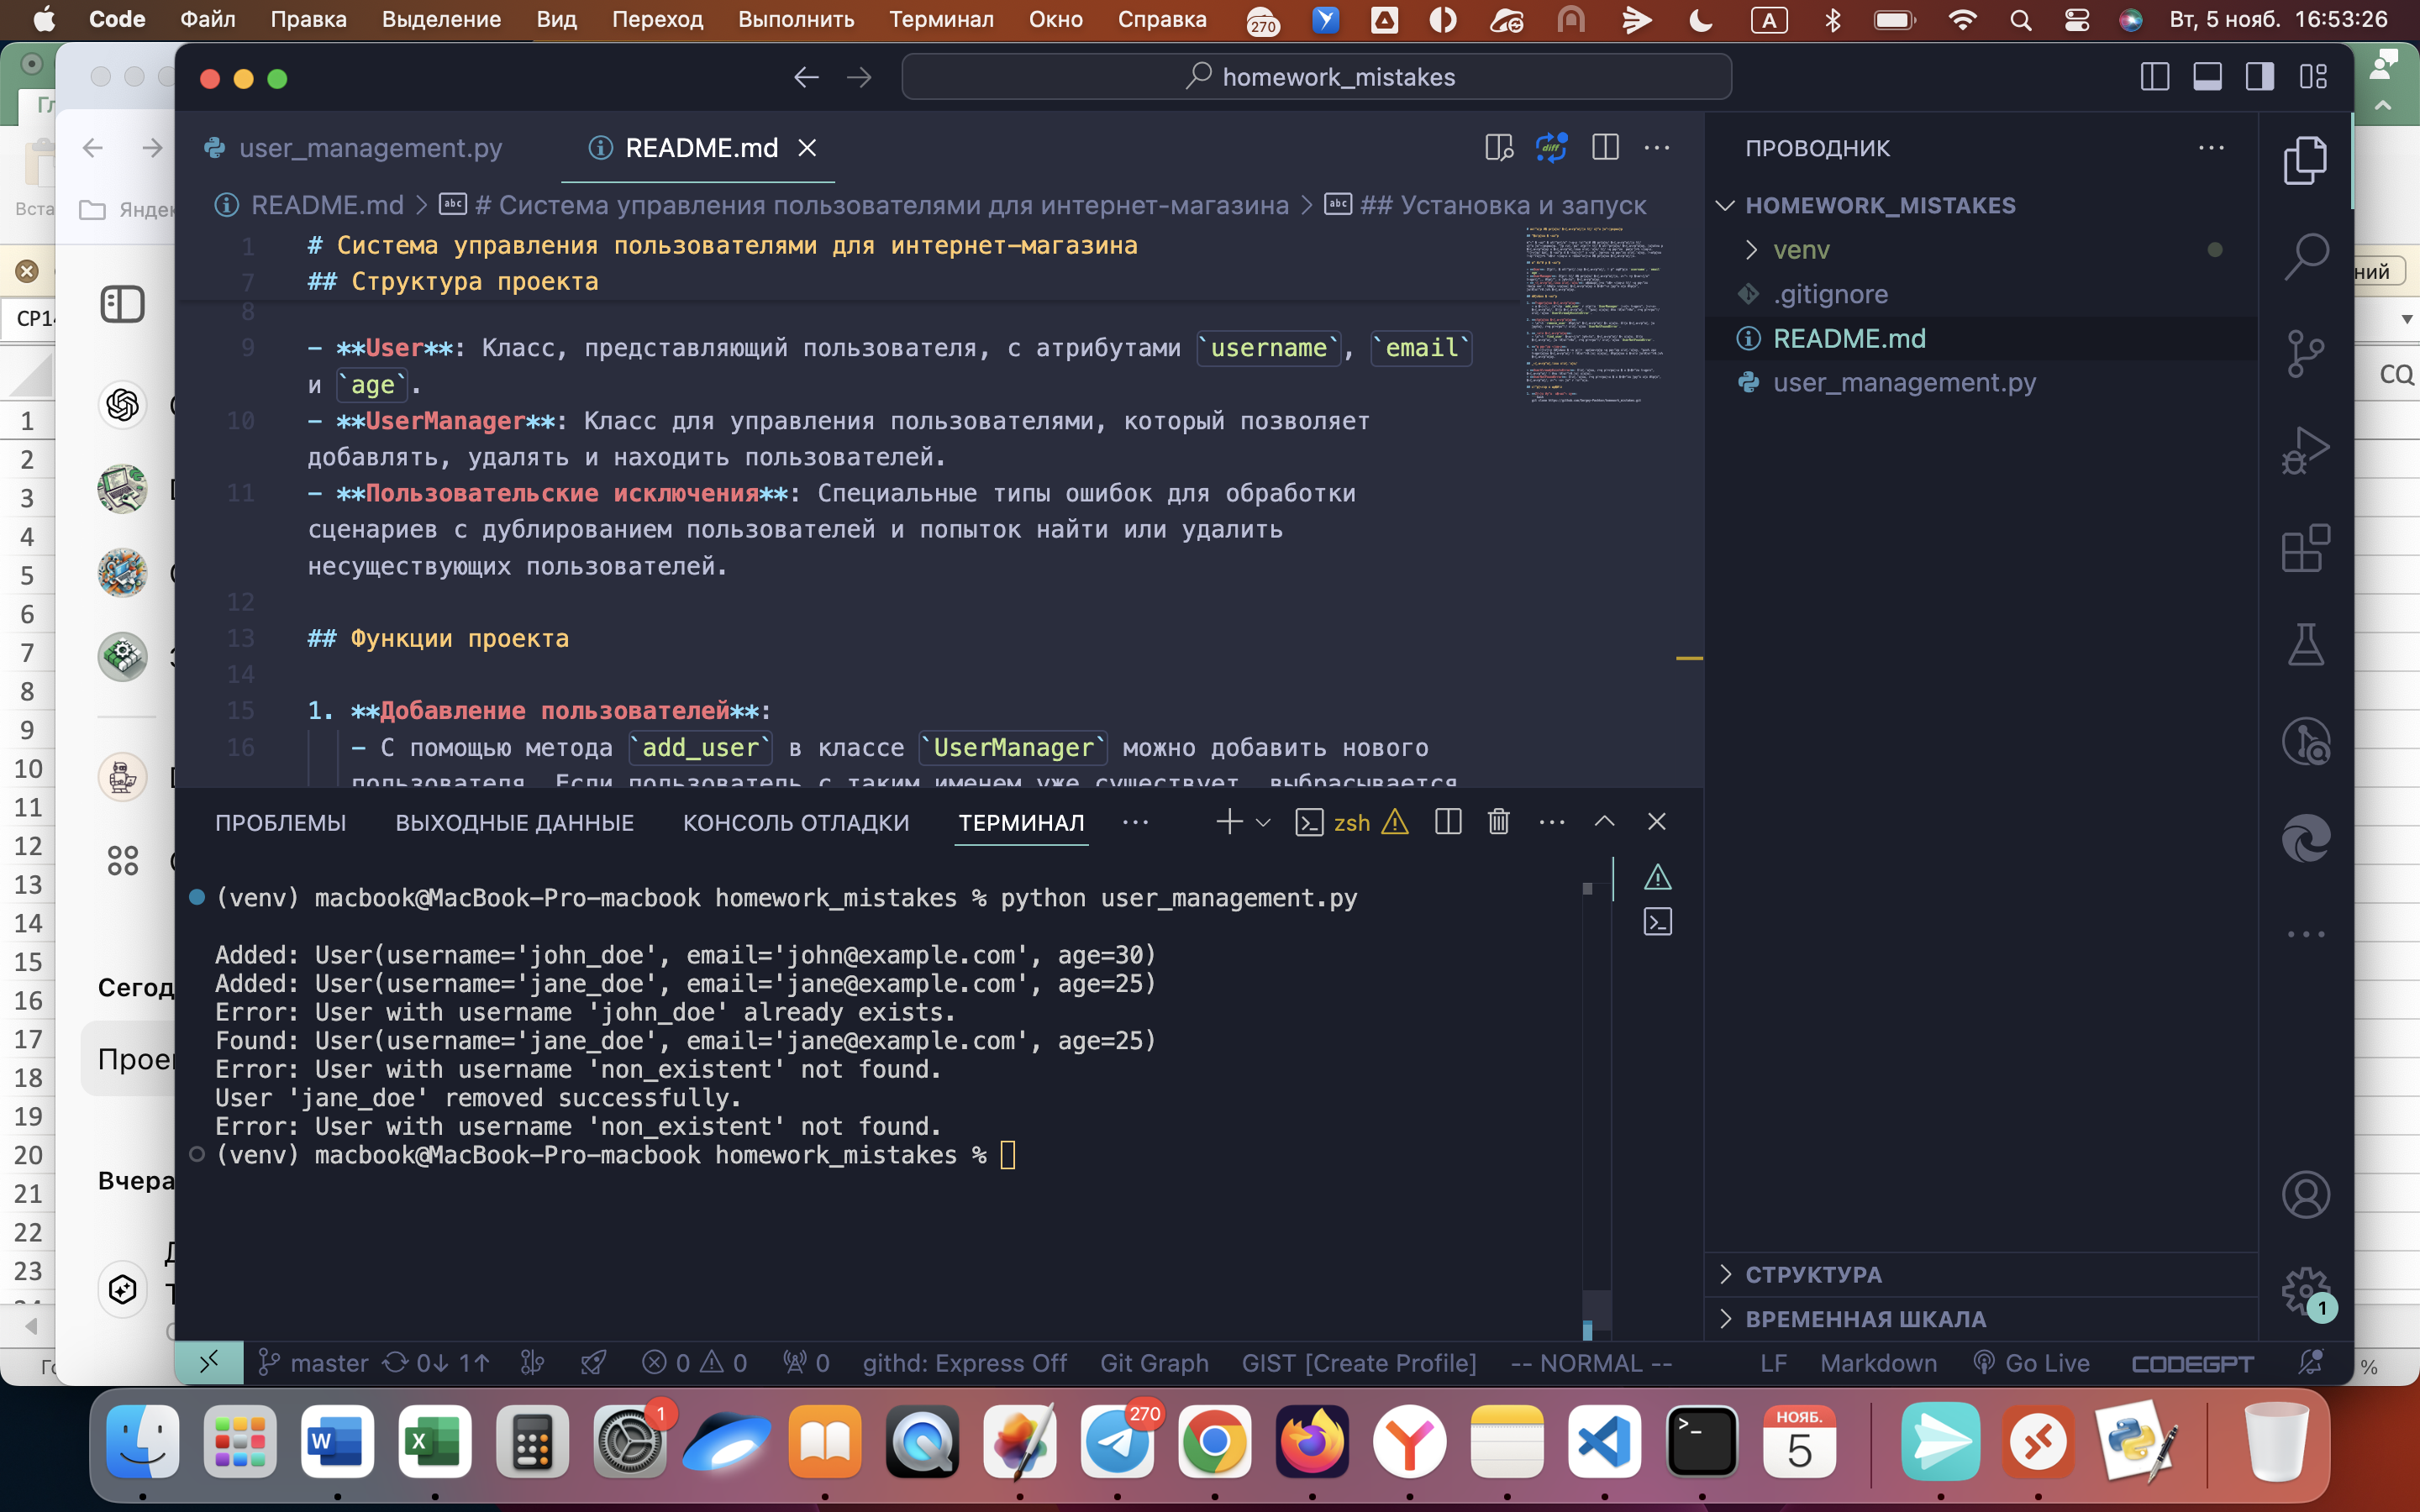 Code Файл Правка Выделение Вид Переход Выполнить Терминал Окно Справка 270 A Вт, 5 нояб. 16:53:26
homework_mistakes
user_management.py
README.md
README.md > # Система управления пользователями для интернет-магазина > ## Установка и запуск
1 # Система управления пользователями для интернет-магазина
7 ## Структура проекта
8
9 - **User**: Класс, представляющий пользователя, с атрибутами `username`, `email`
и `age`.
10 - **UserManager**: Класс для управления пользователями, который позволяет
добавлять, удалять и находить пользователей.
11 - **Пользовательские исключения**: Специальные типы ошибок для обработки
сценариев с дублированием пользователей и попыток найти или удалить
несуществующих пользователей.
12
13 ## Функции проекта
14
15 1. **Добавление пользователей**:
16 - С помощью метода `add_user` в классе `UserManager` можно добавить нового
пользователя. Если пользователь с таким именем уже существует, выбрасывается
ПРОБЛЕМЫ ВЫХОДНЫЕ ДАННЫЕ КОНСОЛЬ ОТЛАДКИ ТЕРМИНАЛ ··· zsh
(venv) macbook@MacBook-Pro-macbook homework_mistakes % python user_management.py
Added: User(username='john_doe', email='john@example.com', age=30)
Added: User(username='jane_doe', email='jane@example.com', age=25)
Error: User with username 'john_doe' already exists.
Found: User(username='jane_doe', email='jane@example.com', age=25)
Error: User with username 'non_existent' not found.
User 'jane_doe' removed successfully.
Error: User with username 'non_existent' not found.
(venv) macbook@MacBook-Pro-macbook homework_mistakes %
ПРОВОДНИК
HOMEWORK_MISTAKES
venv
.gitignore
README.md
user_management.py
СТРУКТУРА
ВРЕМЕННАЯ ШКАЛА
1
master 0↓ 1↑ 0 0 0 githd: Express Off Git Graph GIST [Create Profile] -- NORMAL -- LF Markdown Go Live CODEGPT
Вста
Яндек
CP14
1
2
3
4
5
6
7
8
9
10
11
12
13
14
15
16
17
18
19
20
21
22
23
Сегод
Прое
Вчера
ний
CQ
%
1
270
НОЯБ.
5